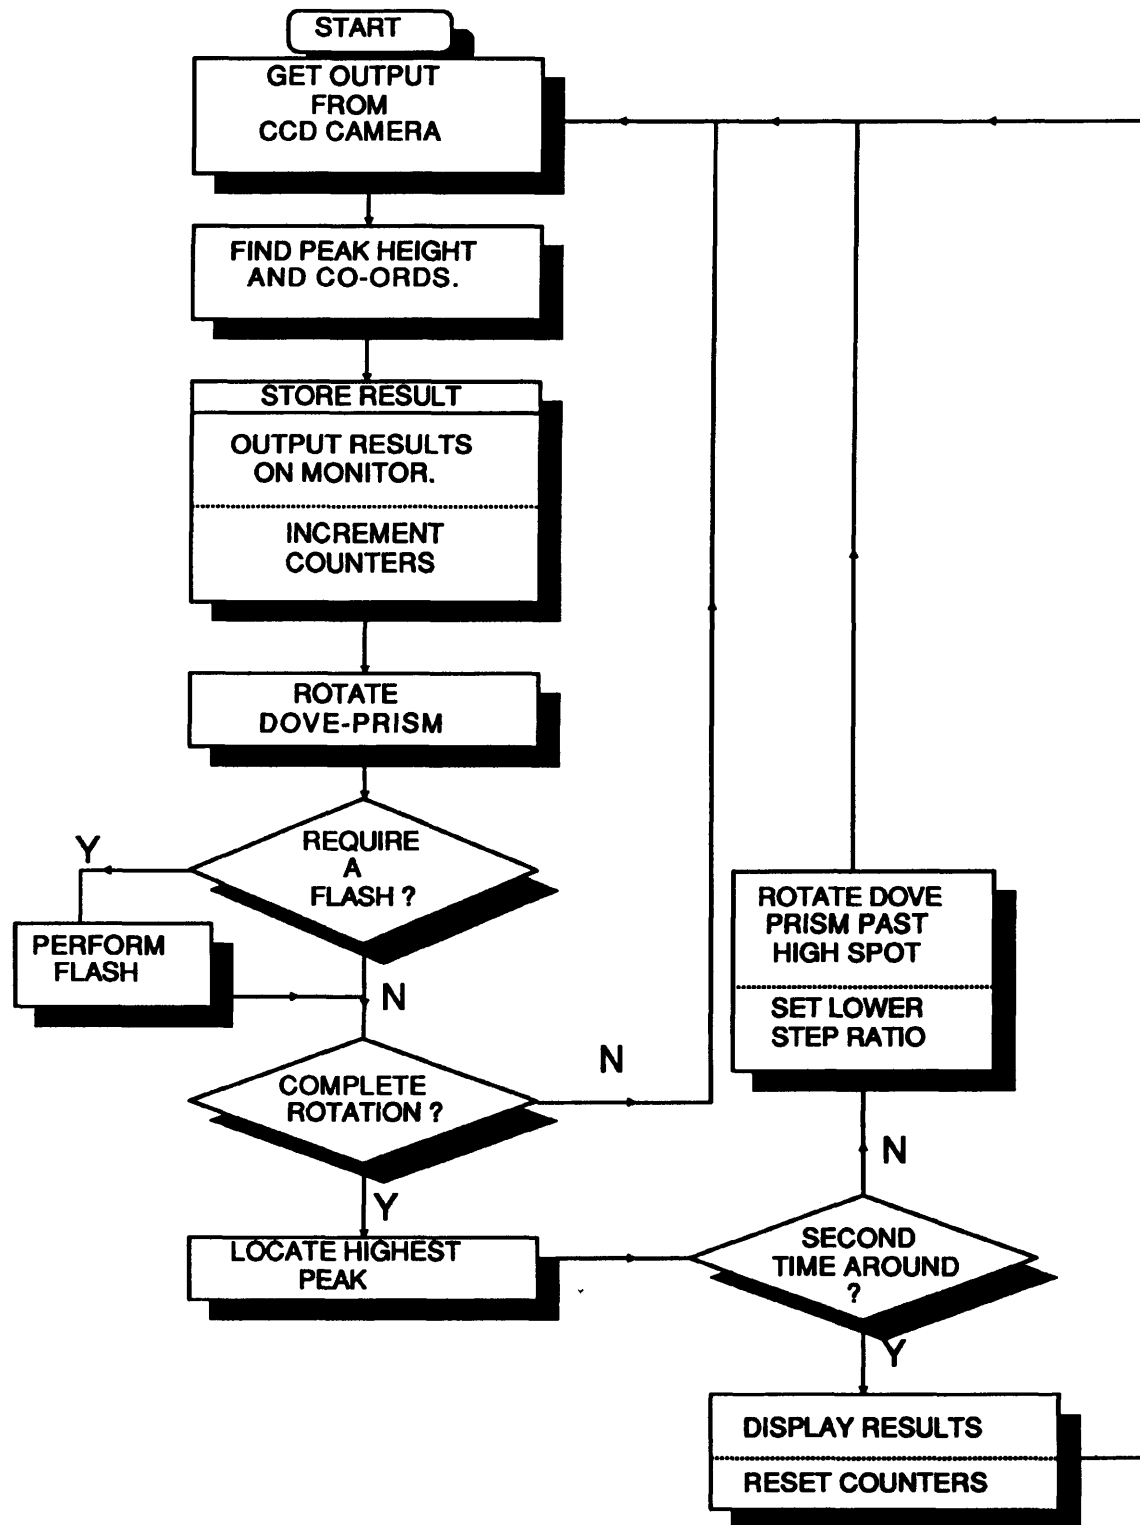 START
GET OUTPUT
FROM
CCD CAMERA
FIND PEAK HEIGHT
AND CO-ORDS.
STORE RESULT
OUTPUT RESULTS
ON MONITOR.
INCREMENT
COUNTERS
ROTATE
DOVE-PRISM
REQUIRE
A
FLASH ?
Y
PERFORM
FLASH
N
COMPLETE
ROTATION ?
N
Y
LOCATE HIGHEST
PEAK
SECOND
TIME AROUND
?
N
ROTATE DOVE
PRISM PAST
HIGH SPOT
SET LOWER
STEP RATIO
Y
DISPLAY RESULTS
RESET COUNTERS